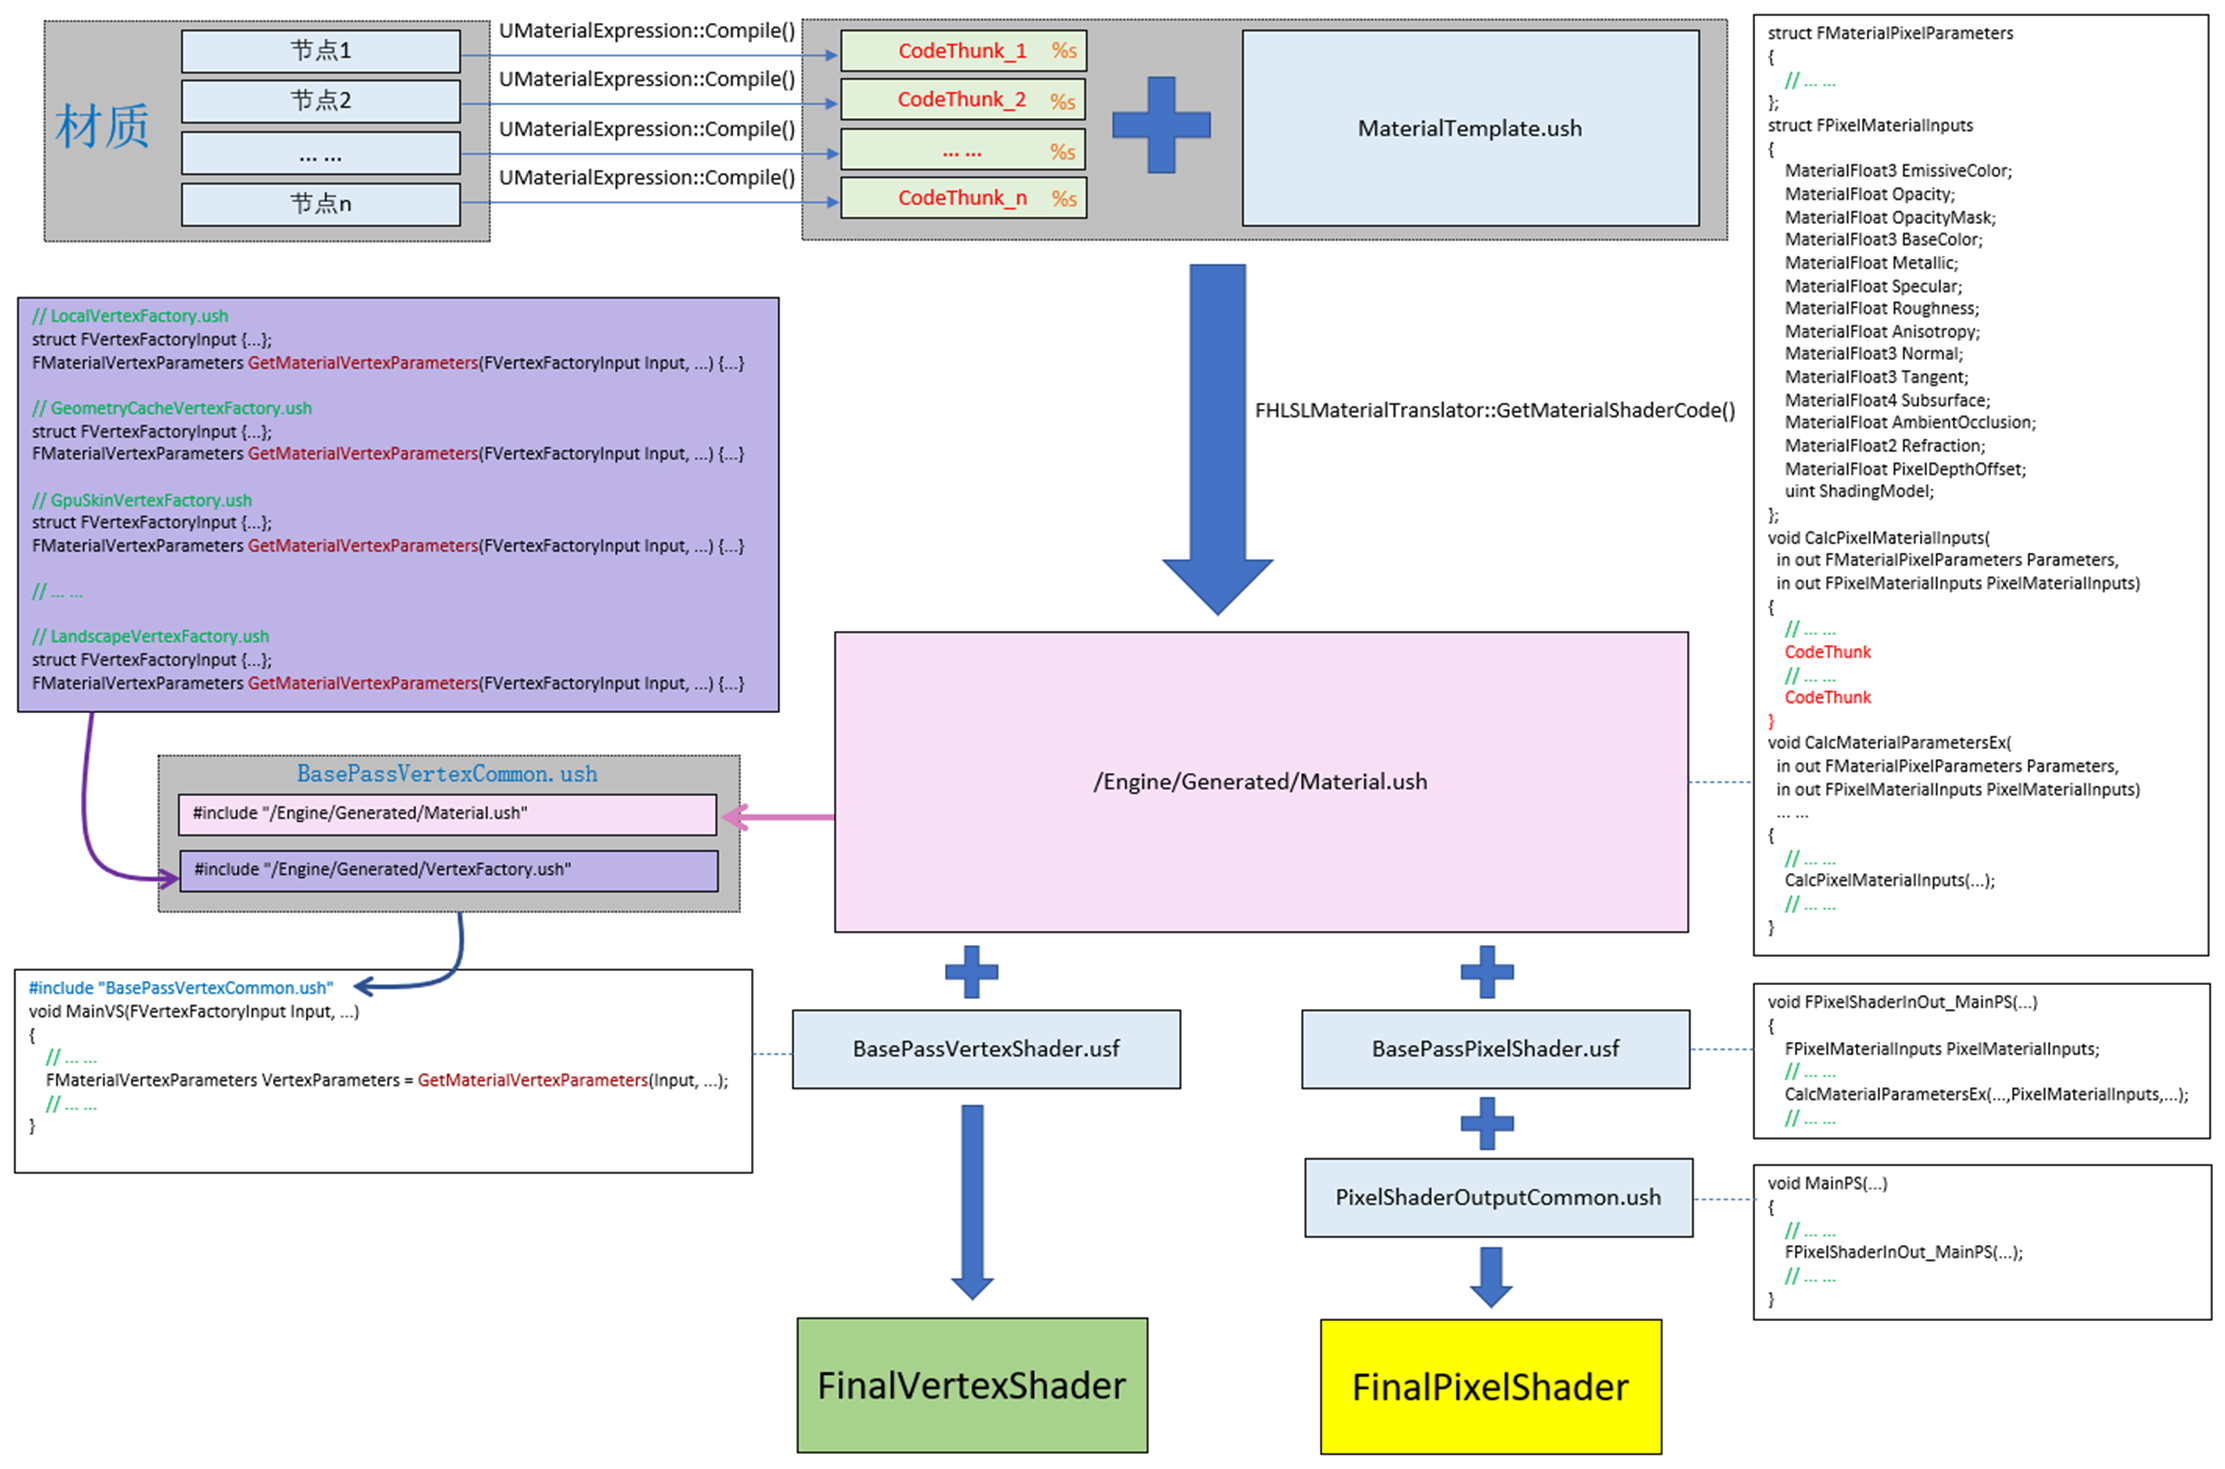 材质
节点1
节点2
... ...
节点n
UMaterialExpression::Compile()
UMaterialExpression::Compile()
UMaterialExpression::Compile()
UMaterialExpression::Compile()
CodeThunk_1 %s
CodeThunk_2 %s
... ... %s
CodeThunk_n %s
MaterialTemplate.ush
FHLSLMaterialTranslator::GetMaterialShaderCode()
// LocalVertexFactory.ush
struct FVertexFactoryInput {...};
FMaterialVertexParameters GetMaterialVertexParameters(FVertexFactoryInput Input, ...) {...}
// GeometryCacheVertexFactory.ush
struct FVertexFactoryInput {...};
FMaterialVertexParameters GetMaterialVertexParameters(FVertexFactoryInput Input, ...) {...}
// GpuSkinVertexFactory.ush
struct FVertexFactoryInput {...};
FMaterialVertexParameters GetMaterialVertexParameters(FVertexFactoryInput Input, ...) {...}
// ... ...
// LandscapeVertexFactory.ush
struct FVertexFactoryInput {...};
FMaterialVertexParameters GetMaterialVertexParameters(FVertexFactoryInput Input, ...) {...}
BasePassVertexCommon.ush
#include "/Engine/Generated/Material.ush"
#include "/Engine/Generated/VertexFactory.ush"
/Engine/Generated/Material.ush
#include "BasePassVertexCommon.ush"
void MainVS(FVertexFactoryInput Input, ...)
{
// ... ...
FMaterialVertexParameters VertexParameters = GetMaterialVertexParameters(Input, ...);
// ... ...
}
BasePassVertexShader.usf
FinalVertexShader
BasePassPixelShader.usf
PixelShaderOutputCommon.ush
FinalPixelShader
struct FMaterialPixelParameters
{
// ... ...
};
struct FPixelMaterialInputs
{
MaterialFloat3 EmissiveColor;
MaterialFloat Opacity;
MaterialFloat OpacityMask;
MaterialFloat3 BaseColor;
MaterialFloat Metallic;
MaterialFloat Specular;
MaterialFloat Roughness;
MaterialFloat Anisotropy;
MaterialFloat3 Normal;
MaterialFloat3 Tangent;
MaterialFloat4 Subsurface;
MaterialFloat AmbientOcclusion;
MaterialFloat2 Refraction;
MaterialFloat PixelDepthOffset;
uint ShadingModel;
};
void CalcPixelMaterialInputs(
in out FMaterialPixelParameters Parameters,
in out FPixelMaterialInputs PixelMaterialInputs)
{
// ... ...
CodeThunk
// ... ...
CodeThunk
}
void CalcMaterialParametersEx(
in out FMaterialPixelParameters Parameters,
in out FPixelMaterialInputs PixelMaterialInputs)
... ...
{
// ... ...
CalcPixelMaterialInputs(...);
// ... ...
}
void FPixelShaderInOut_MainPS(...)
{
FPixelMaterialInputs PixelMaterialInputs;
// ... ...
CalcMaterialParametersEx(...,PixelMaterialInputs,...);
// ... ...
void MainPS(...)
{
// ... ...
FPixelShaderInOut_MainPS(...);
// ... ...
}